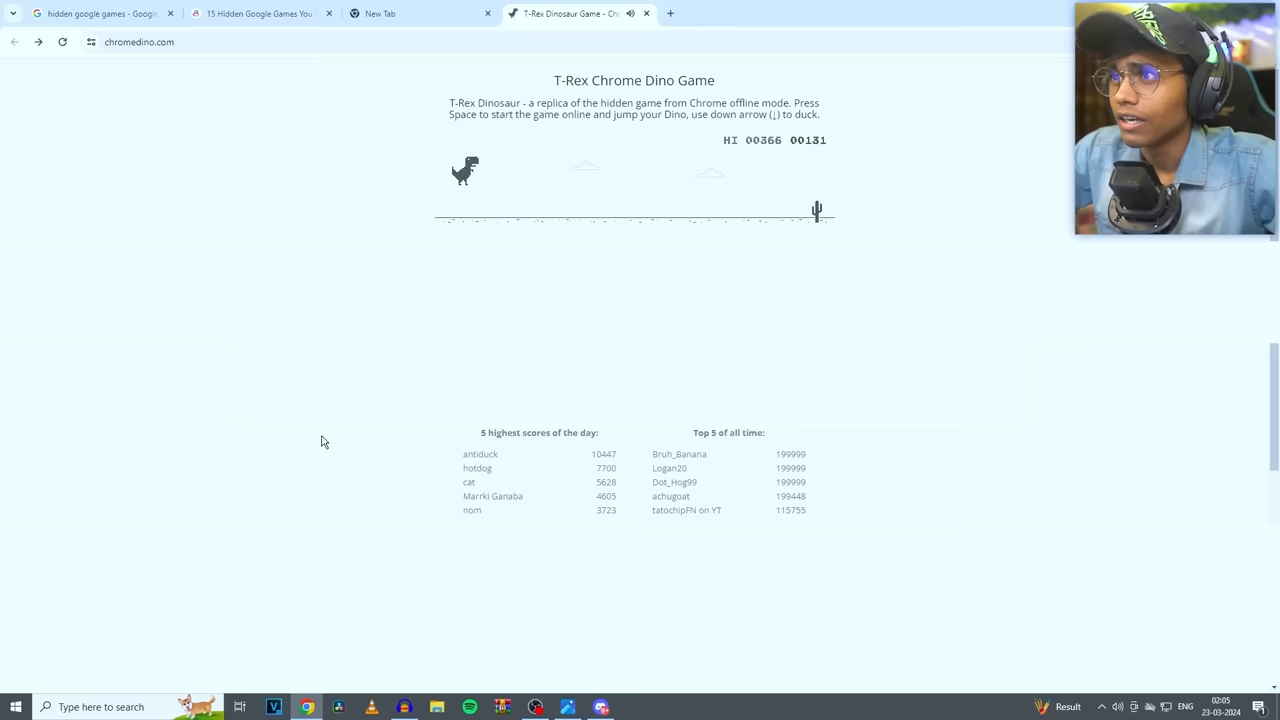 hidden google games - Google
15 Hidden Google Games You
New Tab
T-Rex Dinosaur Game - Ch
chromedino.com
T-Rex Chrome Dino Game
T-Rex Dinosaur - a replica of the hidden game from Chrome offline mode. Press
Space to start the game online and jump your Dino, use down arrow (↓) to duck.
HI 00366 00131
5 highest scores of the day:
antiduck 10447
hotdog 7700
cat 5628
Marrki Ganaba 4605
nom 3723
Top 5 of all time:
Bruh_Banana 199999
Logan20 199999
Dot_Hog99 199999
achugoat 199448
tatochipFN on YT 115755
Type here to search
Result
ENG
02:05
23-03-2024